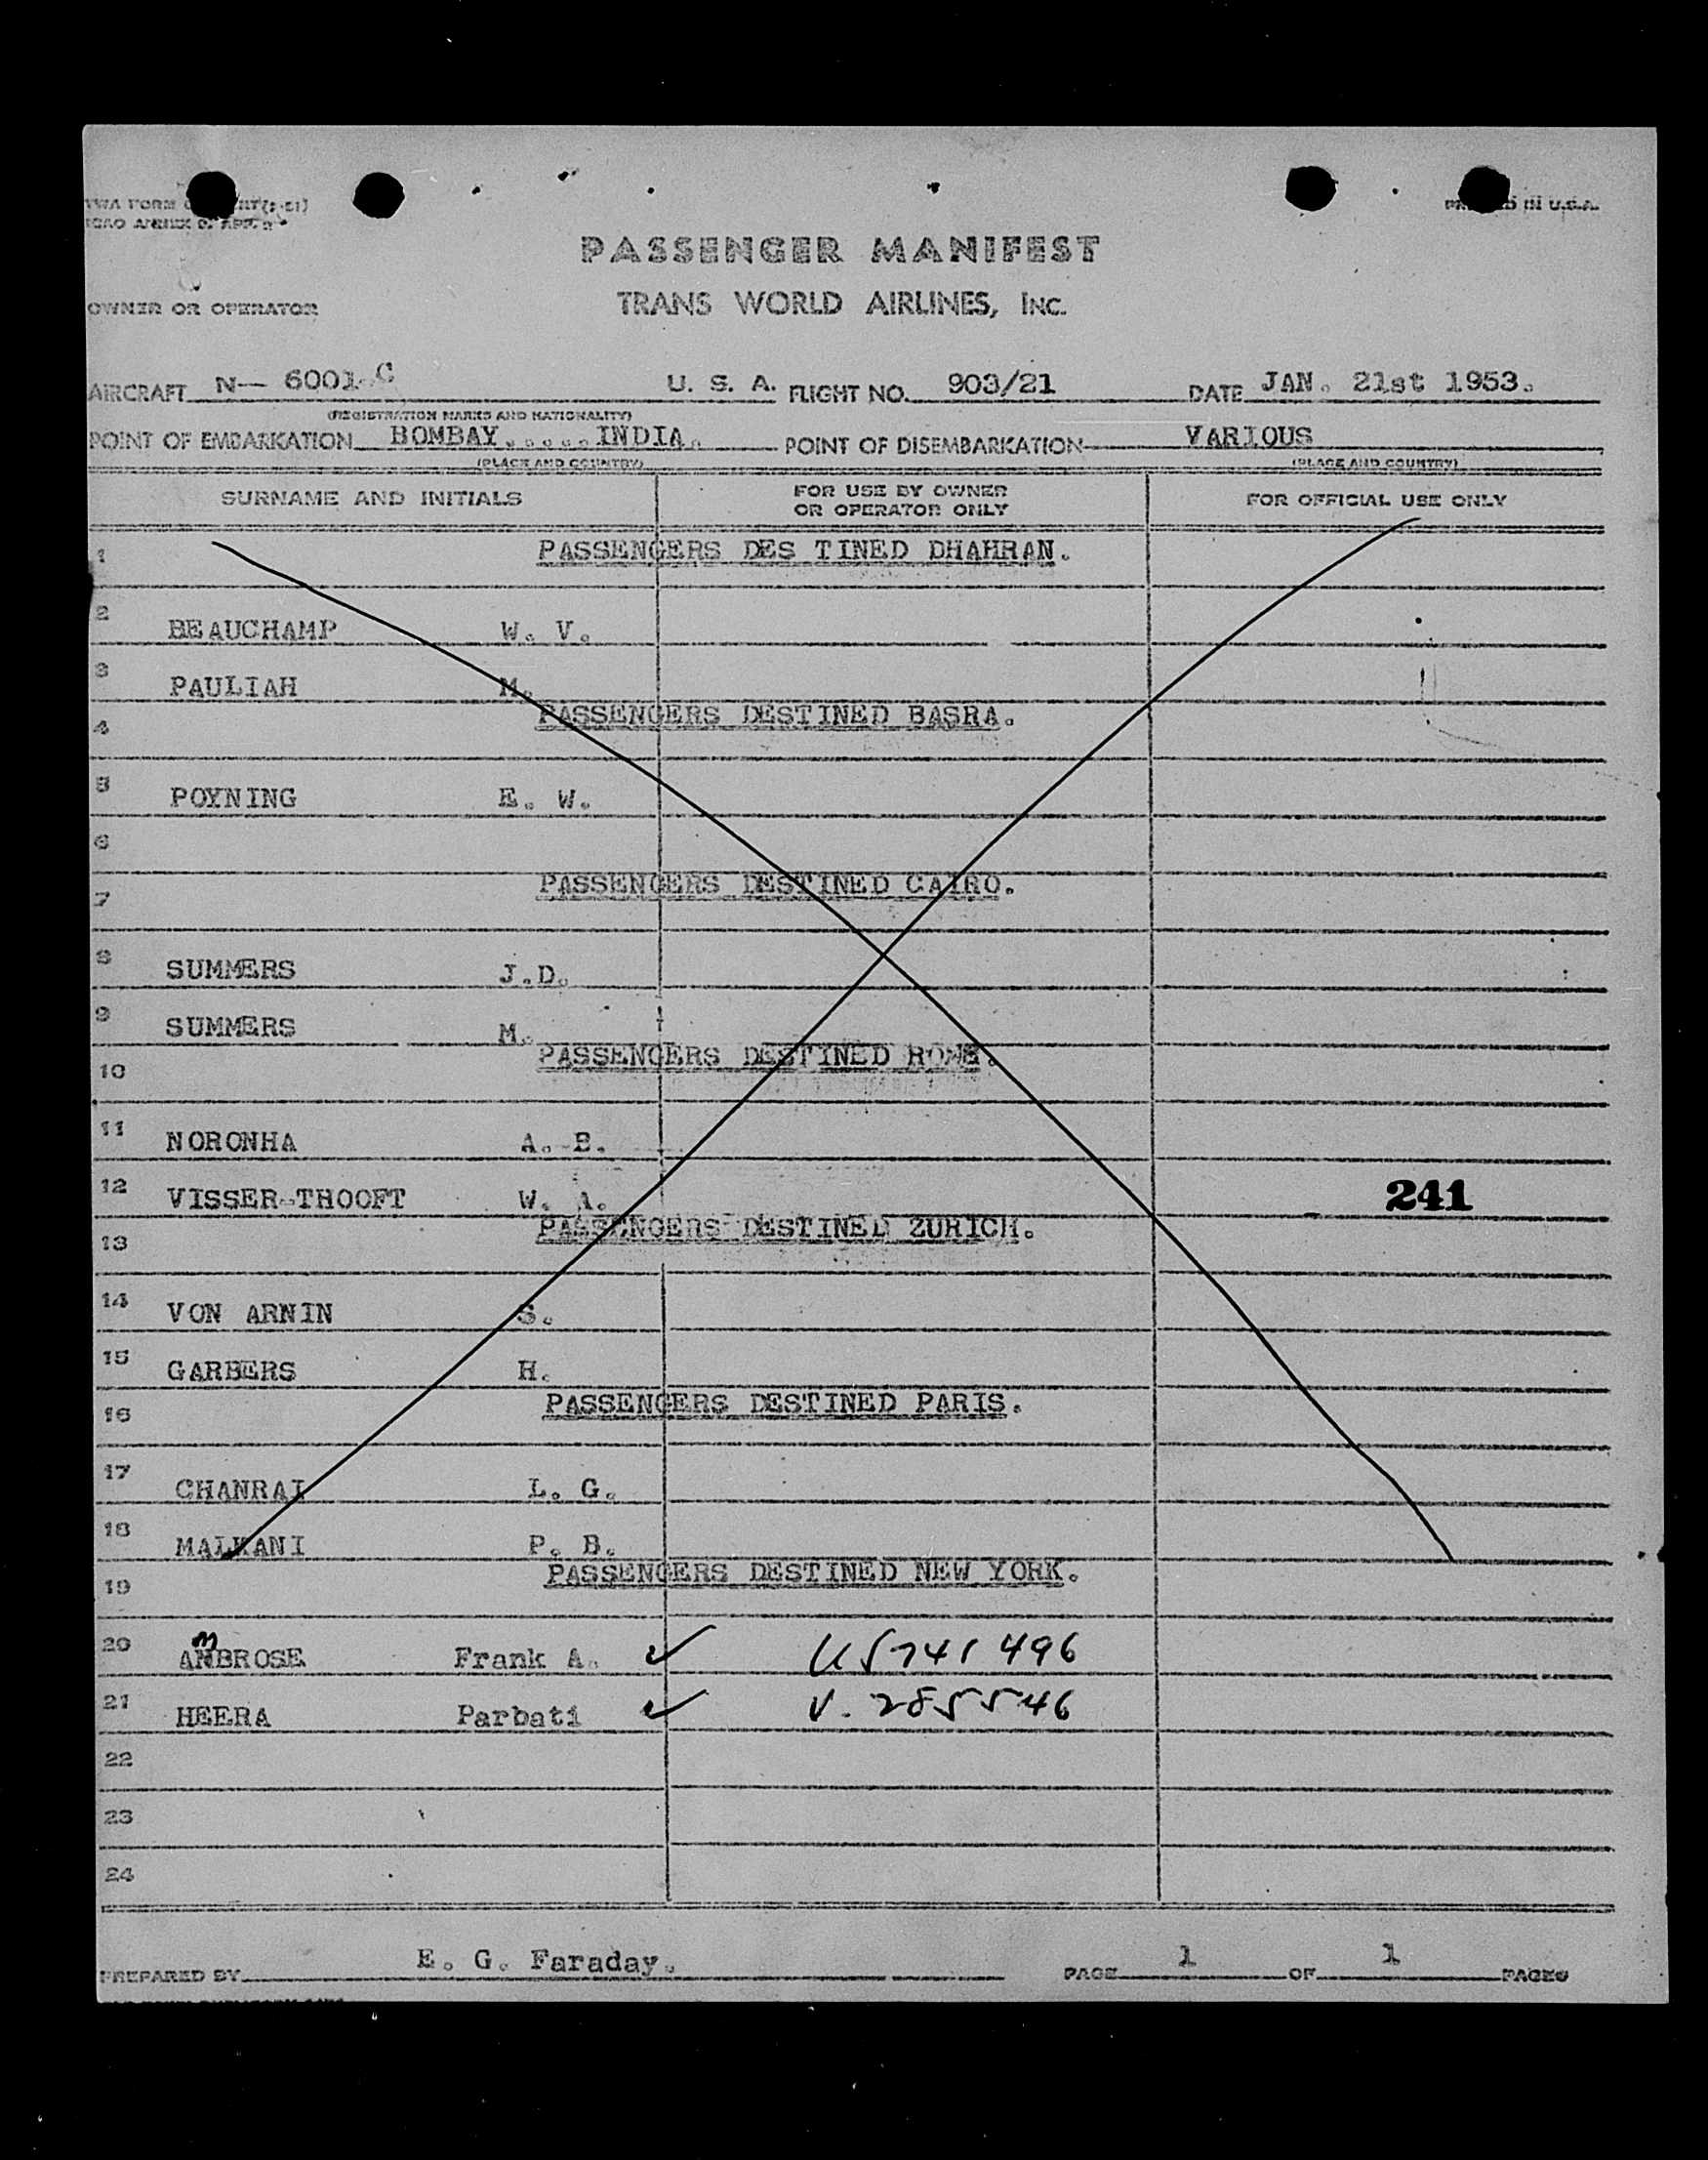 PRINTED IN U.S.A.
PASSENGER MANIFEST
TRANS WORLD AIRLINES, INC.
OWNER OR OPERATOR
AIRCRAFT N- 6001 C U. S. A. FLIGHT NO. 903/21 DATE JAN. 21st 1953.
(REGISTRATION MARKS AND NATIONALITY)
POINT OF EMBARKATION BOMBAY.....INDIA. POINT OF DISEMBARKATION VARIOUS
(PLACE AND COUNTRY) (PLACE AND COUNTRY)
SURNAME AND INITIALS FOR USE BY OWNER OR OPERATOR ONLY FOR OFFICIAL USE ONLY
1 PASSENGERS DES TINED DHAHRAN.
2 BEAUCHAMP W. V.
3 PAULIAH M.
4 PASSENGERS DESTINED BASRA.
5 POYNING E. W.
6
7 PASSENGERS DESTINED CAIRO.
8 SUMMERS J.D.
9 SUMMERS M.
10 PASSENGERS DESTINED ROME.
11 NORONHA A. B.
12 VISSER-THOOFT W. A. 241
13 PASSENGERS DESTINED ZURICH.
14 VON ARNIN S.
15 GARBERS H.
16 PASSENGERS DESTINED PARIS.
17 CHANRAI L. G.
18 MALKANI P. B.
19 PASSENGERS DESTINED NEW YORK.
20 AMBROSE Frank A. ✓ US741496
21 HEERA Parbati ✓ V. 285546
22
23
24
PREPARED BY E. G. Faraday. PAGE 1 OF 1 PAGES